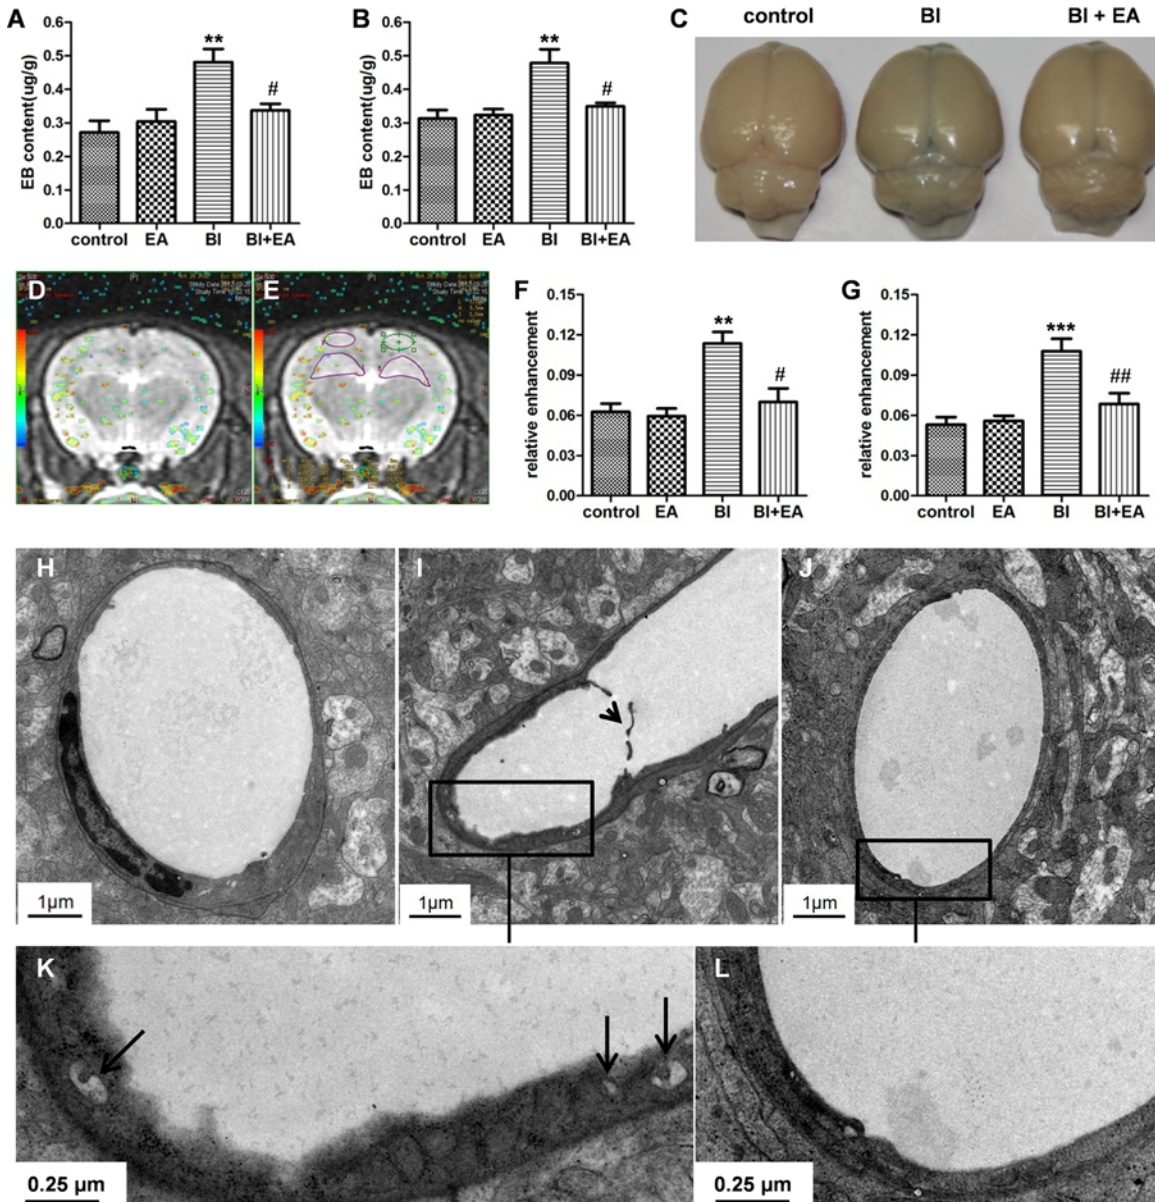 A
EB content(ug/g)
0.6
0.5
0.4
0.3
0.2
0.1
0.0
**
#
control EA BI BI+EA
B
EB content(ug/g)
0.6
0.5
0.4
0.3
0.2
0.1
0.0
**
#
control EA BI BI+EA
C
control BI BI + EA
D
E
F
relative enhancement
0.15
0.12
0.09
0.06
0.03
0.00
**
#
control EA BI BI+EA
G
relative enhancement
0.15
0.12
0.09
0.06
0.03
0.00
***
##
control EA BI BI+EA
H
1μm
I
1μm
J
1μm
K
0.25 μm
L
0.25 μm